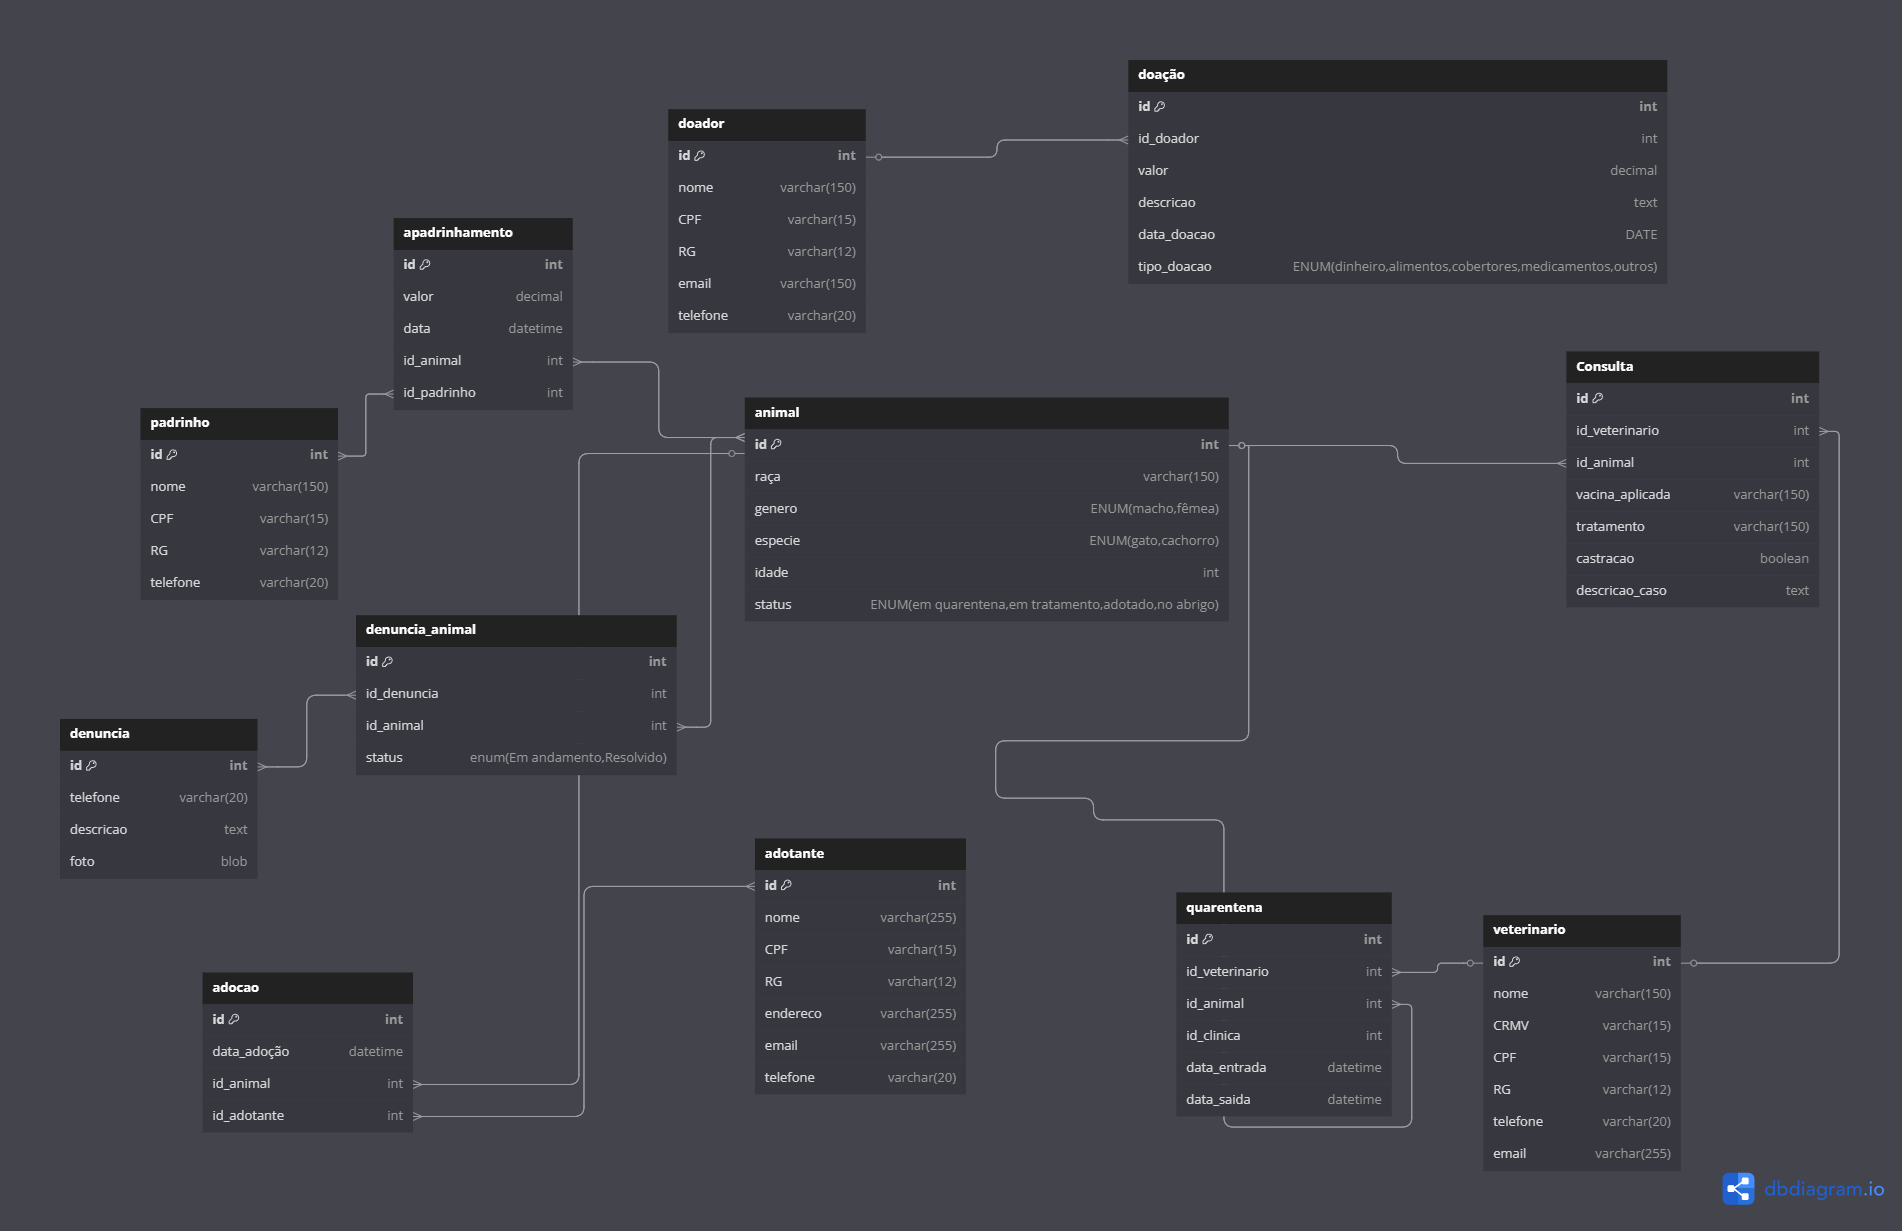 doação
id int
id_doador int
valor decimal
descricao text
data_doacao DATE
tipo_doacao ENUM(dinheiro,alimentos,cobertores,medicamentos,outros)
doador
id int
nome varchar(150)
CPF varchar(15)
RG varchar(12)
email varchar(150)
telefone varchar(20)
apadrinhamento
id int
valor decimal
data datetime
id_animal int
id_padrinho int
padrinho
id int
nome varchar(150)
CPF varchar(15)
RG varchar(12)
telefone varchar(20)
animal
id int
raça varchar(150)
genero ENUM(macho,fêmea)
especie ENUM(gato,cachorro)
idade int
status ENUM(em quarentena,em tratamento,adotado,no abrigo)
Consulta
id int
id_veterinario int
id_animal int
vacina_aplicada varchar(150)
tratamento varchar(150)
castracao boolean
descricao_caso text
denuncia_animal
id int
id_denuncia int
id_animal int
status enum(Em andamento,Resolvido)
denuncia
id int
telefone varchar(20)
descricao text
foto blob
adotante
id int
nome varchar(255)
CPF varchar(15)
RG varchar(12)
endereco varchar(255)
email varchar(255)
telefone varchar(20)
adocao
id int
data_adoção datetime
id_animal int
id_adotante int
quarentena
id int
id_veterinario int
id_animal int
id_clinica int
data_entrada datetime
data_saida datetime
veterinario
id int
nome varchar(150)
CRMV varchar(15)
CPF varchar(15)
RG varchar(12)
telefone varchar(20)
email varchar(255)
dbdiagram.io